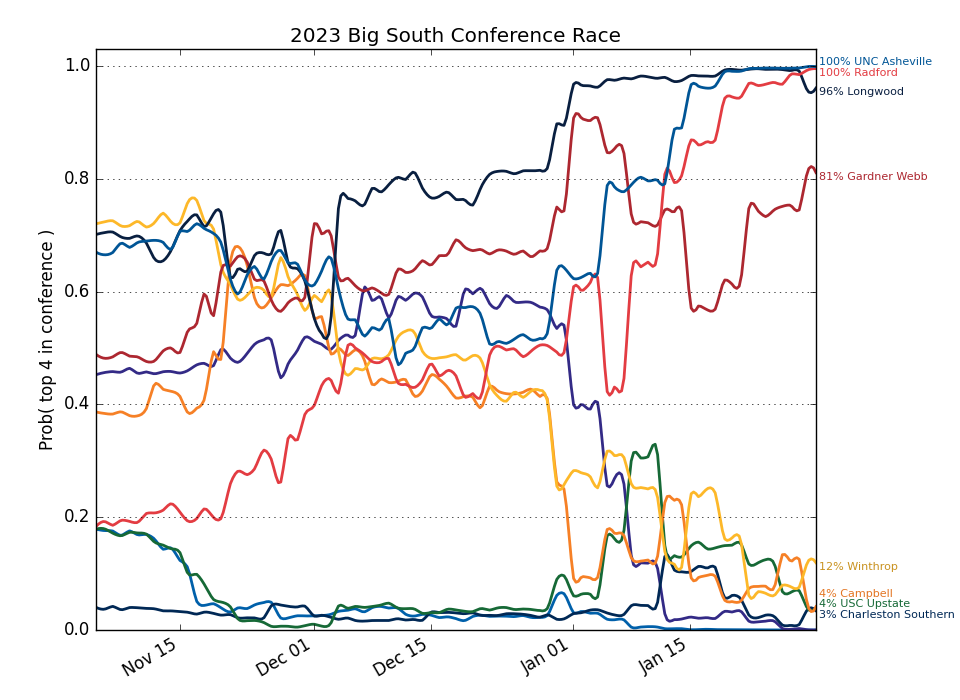 2023 Big South Conference Race
Prob( top 4 in conference )
1.0
0.8
0.6
0.4
0.2
0.0
Nov 15
Dec 01
Dec 15
Jan 01
Jan 15
100% UNC Asheville
100% Radford
96% Longwood
81% Gardner Webb
12% Winthrop
4% Campbell
4% USC Upstate
3% Charleston Southern